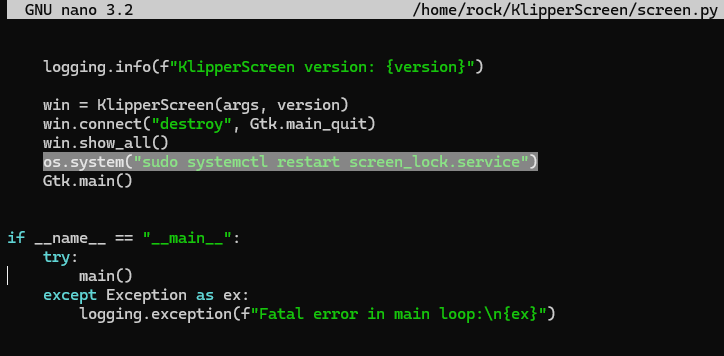 GNU nano 3.2 /home/rock/KlipperScreen/screen.py
logging.info(f"KlipperScreen version: {version}")
win = KlipperScreen(args, version)
win.connect("destroy", Gtk.main_quit)
win.show_all()
os.system("sudo systemctl restart screen_lock.service")
Gtk.main()
if __name__ == "__main__":
try:
main()
except Exception as ex:
logging.exception(f"Fatal error in main loop:\n{ex}")